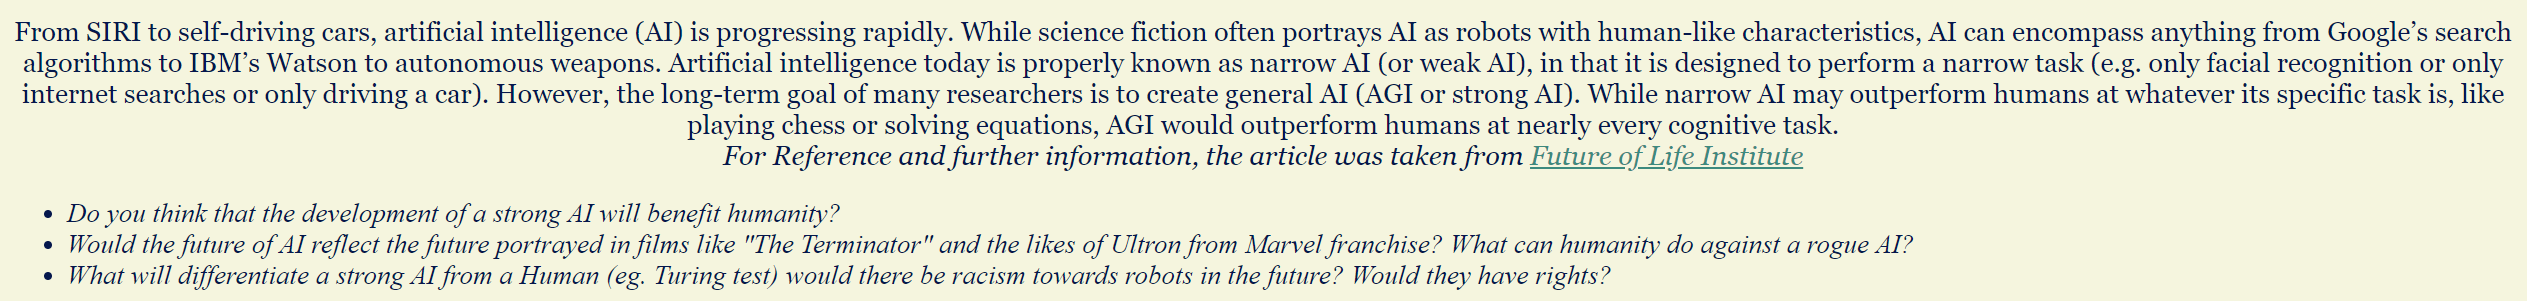 From SIRI to self-driving cars, artificial intelligence (AI) is progressing rapidly. While science fiction often portrays AI as robots with human-like characteristics, AI can encompass anything from Google’s search
algorithms to IBM’s Watson to autonomous weapons. Artificial intelligence today is properly known as narrow AI (or weak AI), in that it is designed to perform a narrow task (e.g. only facial recognition or only
internet searches or only driving a car). However, the long-term goal of many researchers is to create general AI (AGI or strong AI). While narrow AI may outperform humans at whatever its specific task is, like
playing chess or solving equations, AGI would outperform humans at nearly every cognitive task.
For Reference and further information, the article was taken from Future of Life Institute
• Do you think that the development of a strong AI will benefit humanity?
• Would the future of AI reflect the future portrayed in films like "The Terminator" and the likes of Ultron from Marvel franchise? What can humanity do against a rogue AI?
• What will differentiate a strong AI from a Human (eg. Turing test) would there be racism towards robots in the future? Would they have rights?